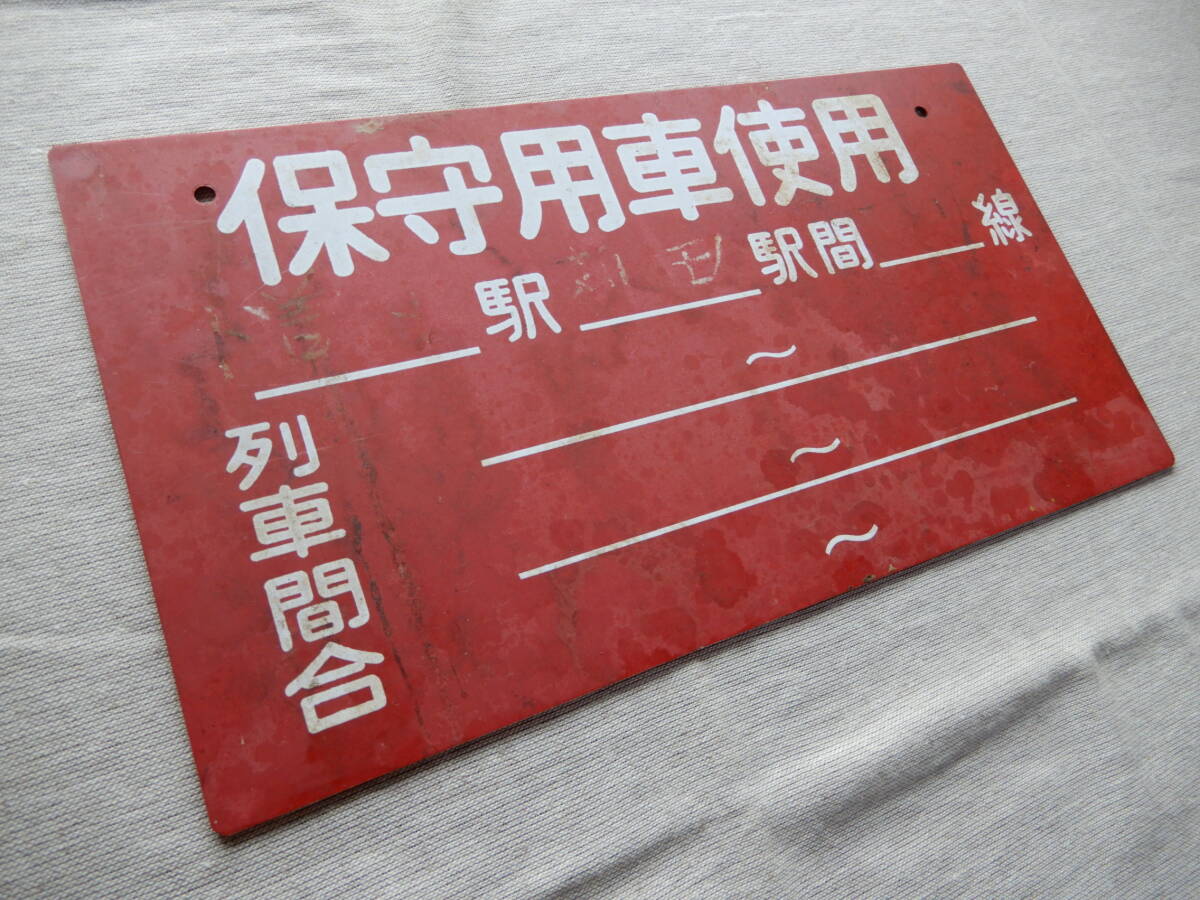 保守用車使用
駅 駅間 線
列車間合 ～
～
～